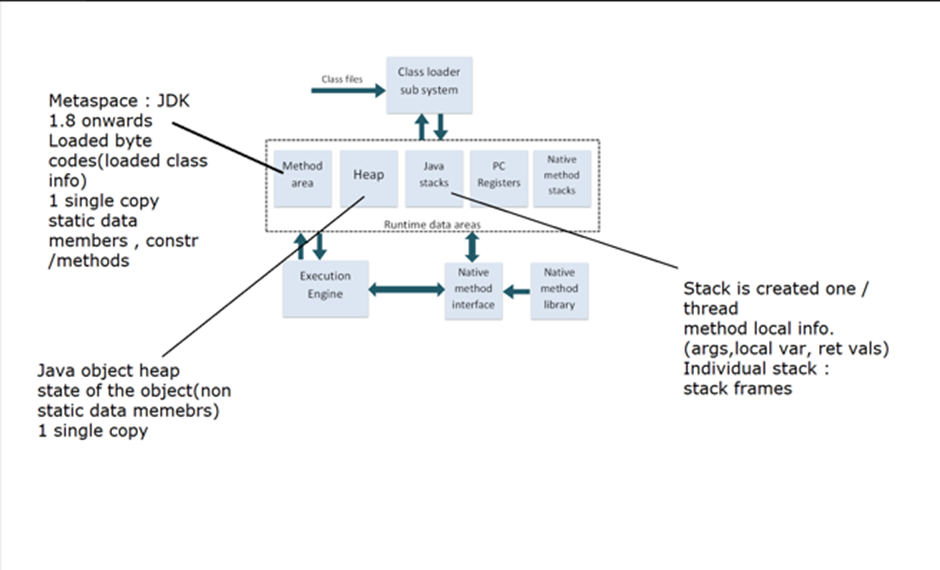 Class files
Class loader
sub system
Metaspace : JDK
1.8 onwards
Loaded byte
codes(loaded class
info)
1 single copy
static data
members , constr
/methods
Method
area
Heap
Java
stacks
PC
Registers
Native
method
stacks
Runtime data areas
Execution
Engine
Native
method
interface
Native
method
library
Stack is created one /
thread
method local info.
(args,local var, ret vals)
Individual stack :
stack frames
Java object heap
state of the object(non
static data memebrs)
1 single copy